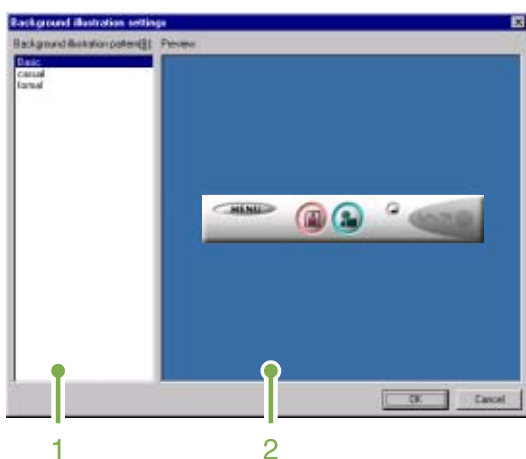 Background illustration settings
Background illustration pattern[B] Preview
Basic
casual
formal
MENU
OK Cancel
1 2